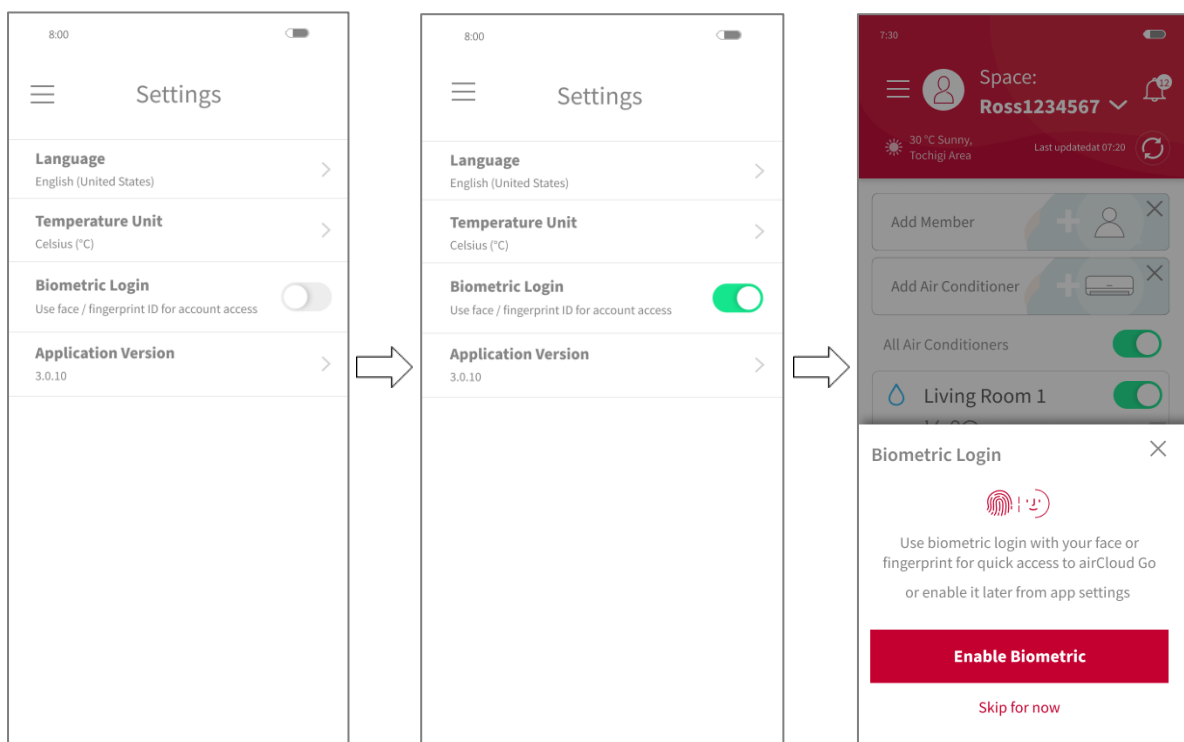 8:00
Settings
Language
English (United States)
Temperature Unit
Celsius (°C)
Biometric Login
Use face / fingerprint ID for account access
Application Version
3.0.10
8:00
Settings
Language
English (United States)
Temperature Unit
Celsius (°C)
Biometric Login
Use face / fingerprint ID for account access
Application Version
3.0.10
7:30
Space:
12
Ross1234567
30 °C Sunny,
Tochigi Area
Last updatedat 07:20
Add Member
Add Air Conditioner
All Air Conditioners
Living Room 1
Biometric Login
Use biometric login with your face or
fingerprint for quick access to airCloud Go
or enable it later from app settings
Enable Biometric
Skip for now